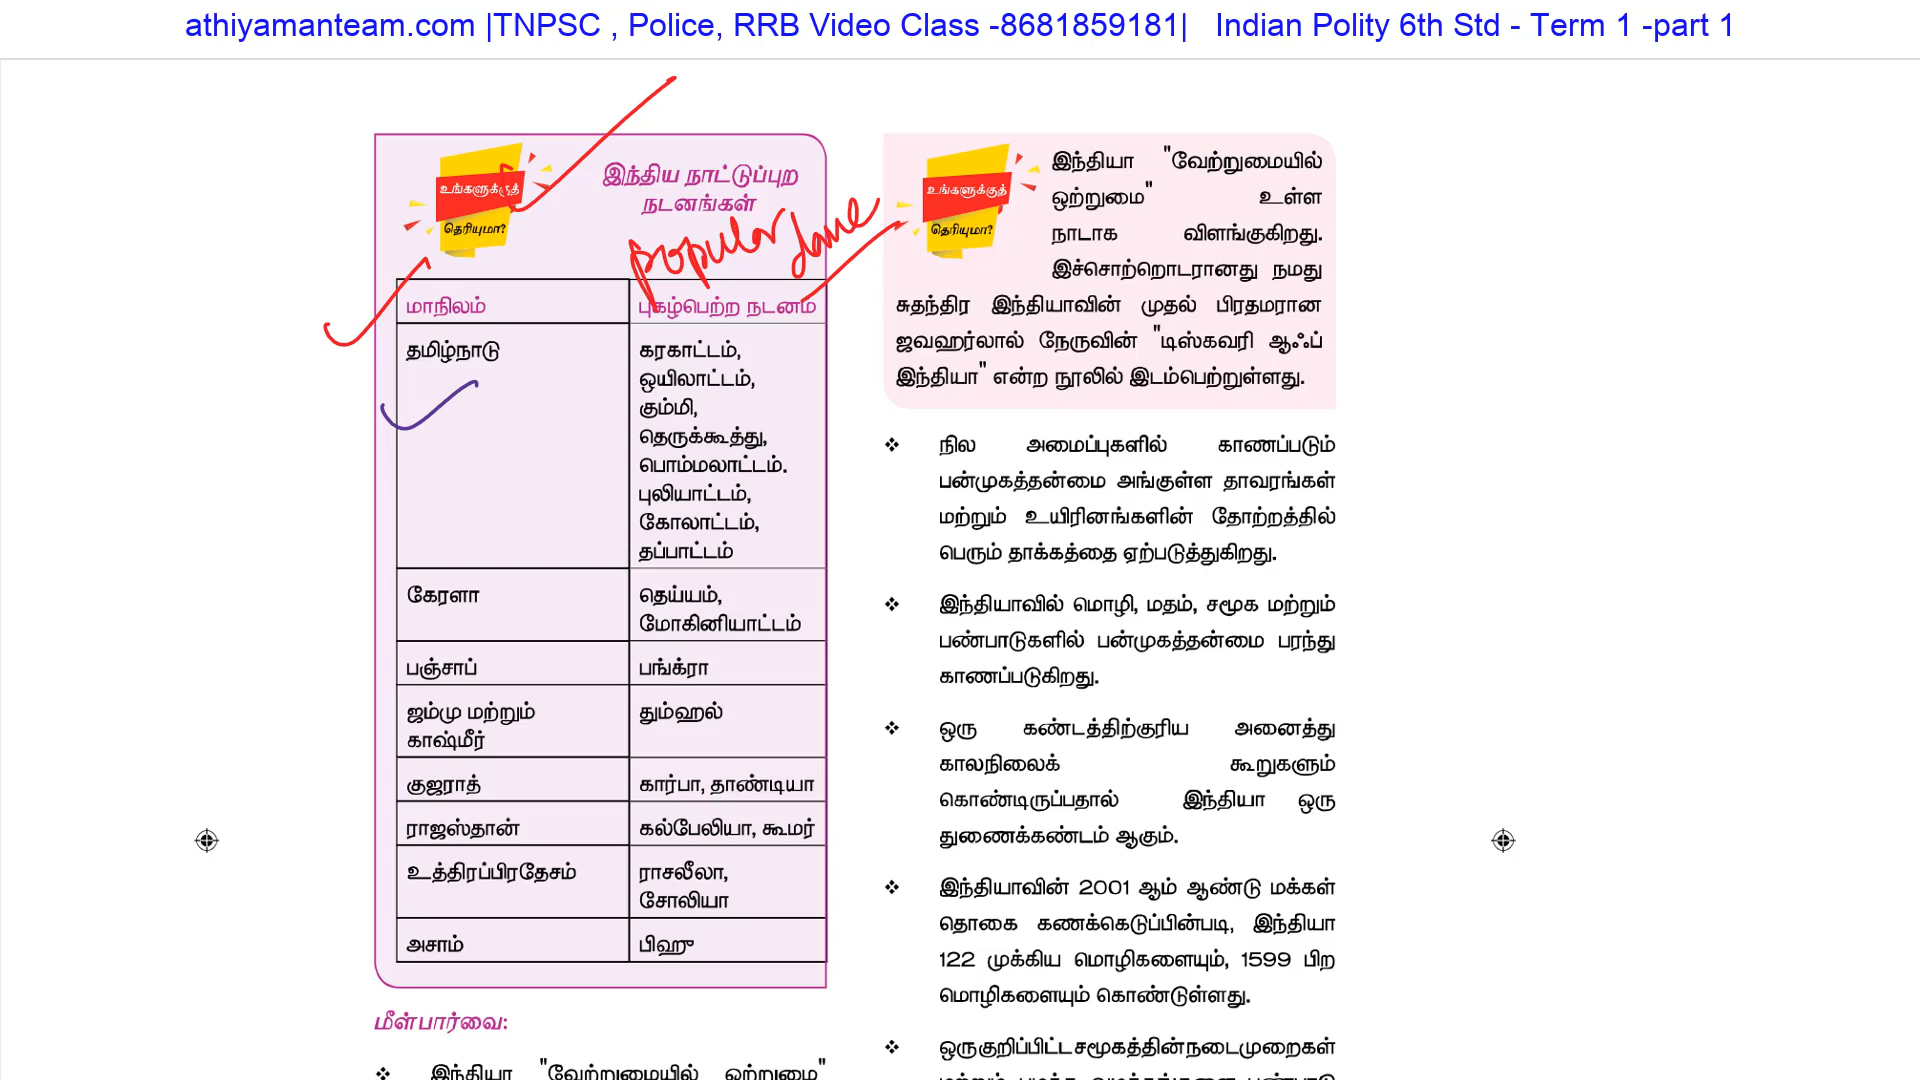 athiyamanteam.com |TNPSC , Police, RRB Video Class -8681859181| Indian Polity 6th Std - Term 1 -part 1
உங்களுக்குத்
தெரியுமா?
இந்திய நாட்டுப்புற
நடனங்கள்
popular dance
மாநிலம் புகழ்பெற்ற நடனம்
தமிழ்நாடு கரகாட்டம்,
ஒயிலாட்டம்,
கும்மி,
தெருக்கூத்து,
பொம்மலாட்டம்.
புலியாட்டம்,
கோலாட்டம்,
தப்பாட்டம்
கேரளா தெய்யம்,
மோகினியாட்டம்
பஞ்சாப் பங்க்ரா
ஜம்மு மற்றும் தும்ஹல்
காஷ்மீர்
குஜராத் கார்பா, தாண்டியா
ராஜஸ்தான் கல்பேலியா, கூமர்
உத்திரப்பிரதேசம் ராசலீலா,
சோலியா
அசாம் பிஹு
மீள்பார்வை:
❖ இந்தியா "வேற்றுமையில் ஒற்றுமை"
உங்களுக்குத்
தெரியுமா?
இந்தியா "வேற்றுமையில்
ஒற்றுமை" உள்ள
நாடாக விளங்குகிறது.
இச்சொற்றொடரானது நமது
சுதந்திர இந்தியாவின் முதல் பிரதமரான
ஜவஹர்லால் நேருவின் "டிஸ்கவரி ஆஃப்
இந்தியா" என்ற நூலில் இடம்பெற்றுள்ளது.
❖ நில அமைப்புகளில் காணப்படும்
பன்முகத்தன்மை அங்குள்ள தாவரங்கள்
மற்றும் உயிரினங்களின் தோற்றத்தில்
பெரும் தாக்கத்தை ஏற்படுத்துகிறது.
❖ இந்தியாவில் மொழி, மதம், சமூக மற்றும்
பண்பாடுகளில் பன்முகத்தன்மை பரந்து
காணப்படுகிறது.
❖ ஒரு கண்டத்திற்குரிய அனைத்து
காலநிலைக் கூறுகளும்
கொண்டிருப்பதால் இந்தியா ஒரு
துணைக்கண்டம் ஆகும்.
❖ இந்தியாவின் 2001 ஆம் ஆண்டு மக்கள்
தொகை கணக்கெடுப்பின்படி, இந்தியா
122 முக்கிய மொழிகளையும், 1599 பிற
மொழிகளையும் கொண்டுள்ளது.
❖ ஒருகுறிப்பிட்டசமூகத்தின்நடைமுறைகள்